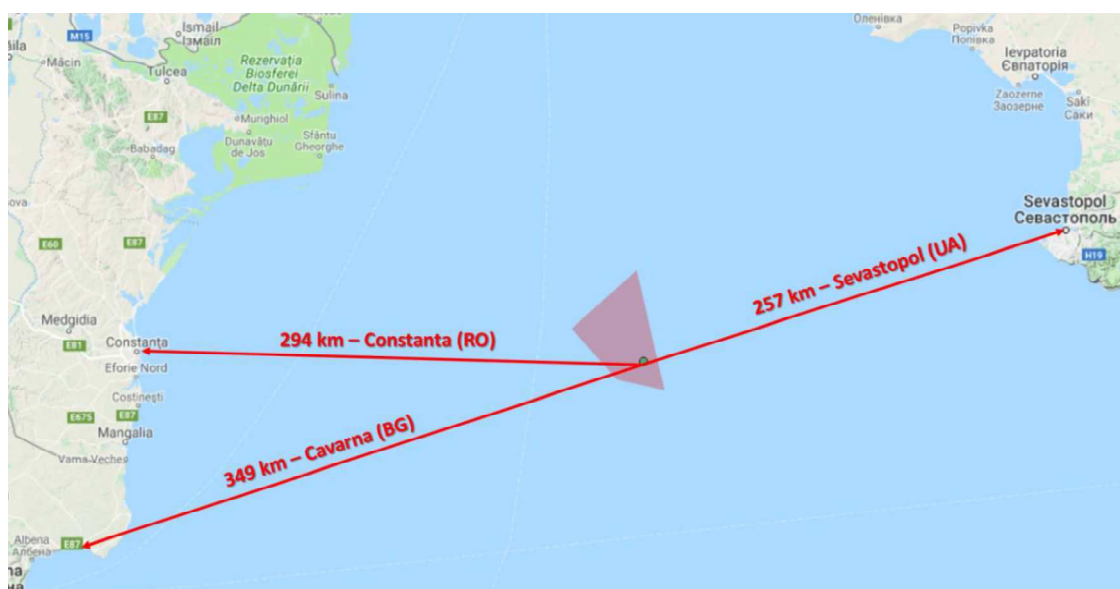 Ismail
Ізмаїл
M15
ăila
Măcin
Tulcea
Rezervația
Biosferei
Delta Dunării
Sulina
E87
Murighiol
Dunavățu
de Jos
Sfântu
Gheorghe
Babadag
E60
E87
Medgidia
E81
Constanța
Eforie Nord
Costinești
E675
E87
Mangalia
Vama-Veche
Albena
Албена
E87
Оленівка
Popivka
Попівка
Ievpatoria
Євпаторія
Zaozerne
Заозерне
Saki
Саки
Sevastopol
Севастополь
H19
257 km – Sevastopol (UA)
294 km – Constanta (RO)
349 km – Cavarna (BG)